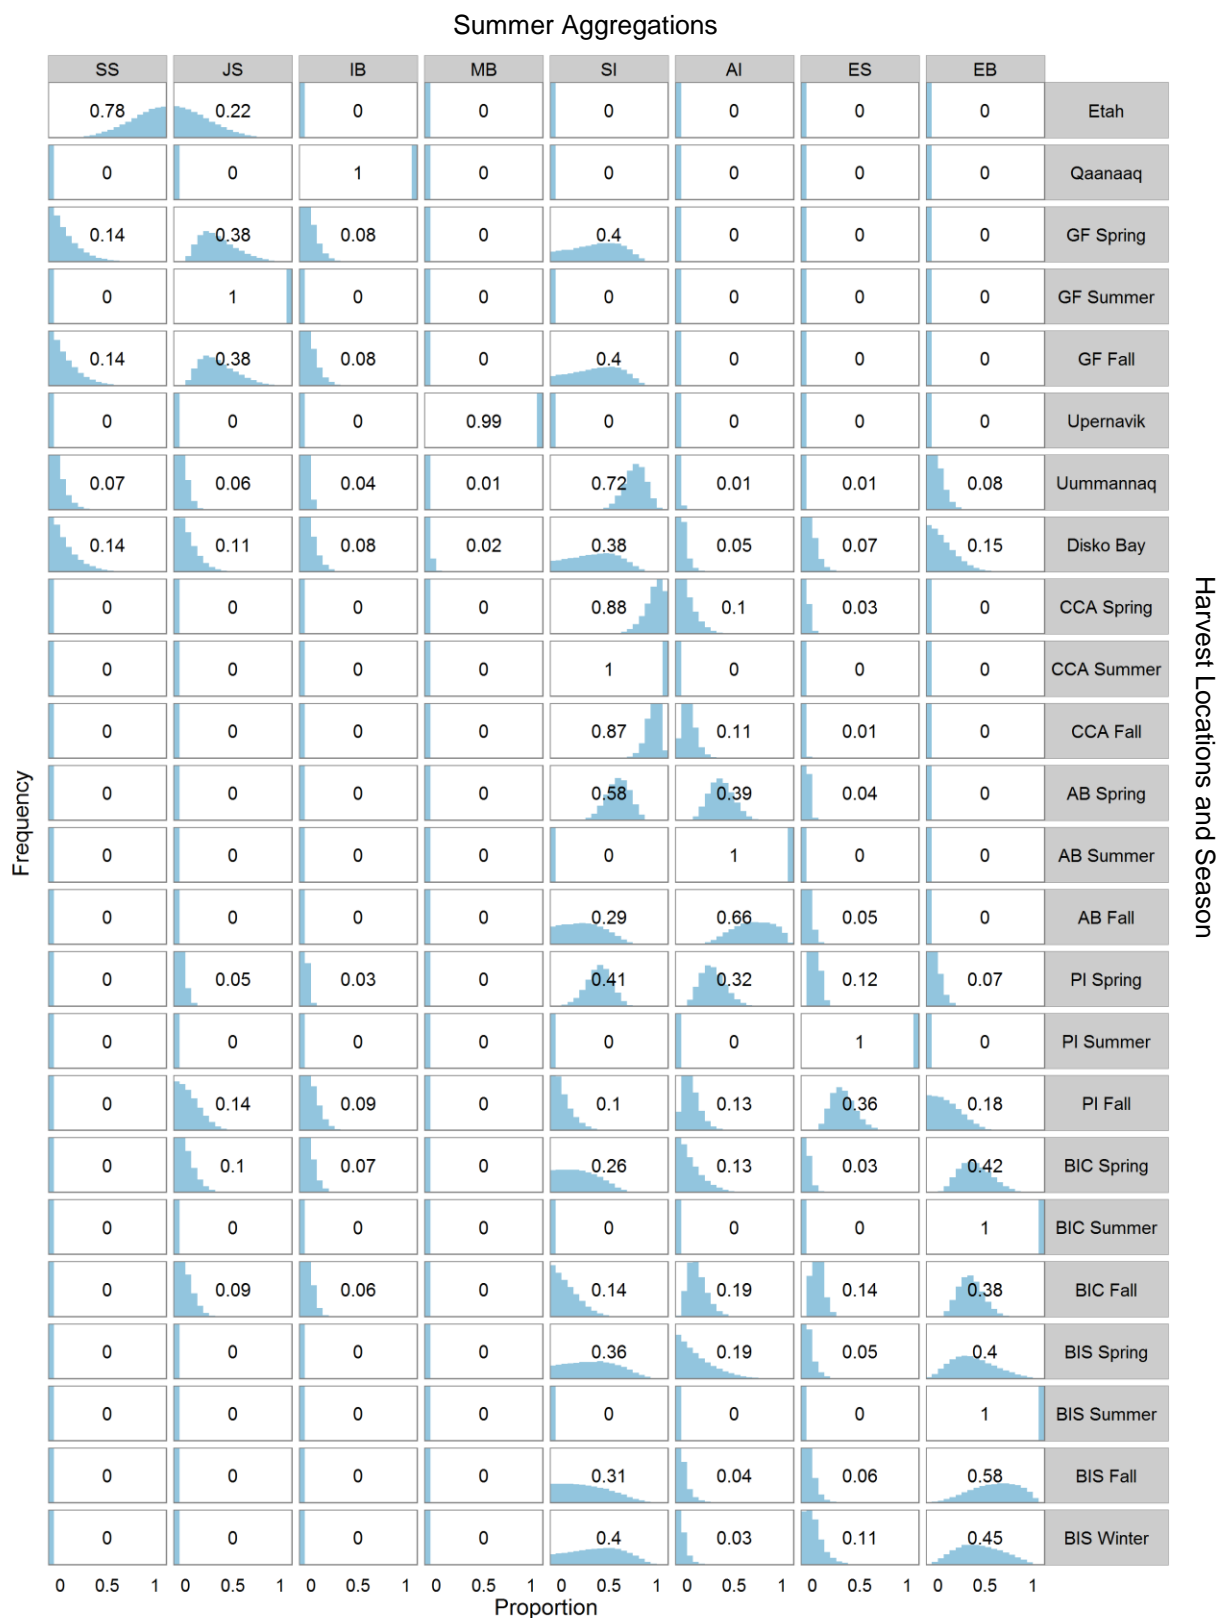 Summer Aggregations
SS JS IB MB SI AI ES EB
0.78 0.22 0 0 0 0 0 0 Etah
0 0 1 0 0 0 0 0 Qaanaaq
0.14 0.38 0.08 0 0.4 0 0 0 GF Spring
0 1 0 0 0 0 0 0 GF Summer
0.14 0.38 0.08 0 0.4 0 0 0 GF Fall
0 0 0 0.99 0 0 0 0 Upernavik
0.07 0.06 0.04 0.01 0.72 0.01 0.01 0.08 Uummannaq
0.14 0.11 0.08 0.02 0.38 0.05 0.07 0.15 Disko Bay
0 0 0 0 0.88 0.1 0.03 0 CCA Spring
0 0 0 0 1 0 0 0 CCA Summer
0 0 0 0 0.87 0.11 0.01 0 CCA Fall
0 0 0 0 0.58 0.39 0.04 0 AB Spring
0 0 0 0 0 1 0 0 AB Summer
0 0 0 0 0.29 0.66 0.05 0 AB Fall
0 0.05 0.03 0 0.41 0.32 0.12 0.07 PI Spring
0 0 0 0 0 0 1 0 PI Summer
0 0.14 0.09 0 0.1 0.13 0.36 0.18 PI Fall
0 0.1 0.07 0 0.26 0.13 0.03 0.42 BIC Spring
0 0 0 0 0 0 0 1 BIC Summer
0 0.09 0.06 0 0.14 0.19 0.14 0.38 BIC Fall
0 0 0 0 0.36 0.19 0.05 0.4 BIS Spring
0 0 0 0 0 0 0 1 BIS Summer
0 0 0 0 0.31 0.04 0.06 0.58 BIS Fall
0 0 0 0 0.4 0.03 0.11 0.45 BIS Winter
0 0.5 1 0 0.5 1 0 0.5 1 0 0.5 1 0 0.5 1 0 0.5 1 0 0.5 1 0 0.5 1
Proportion
Frequency
Harvest Locations and Season